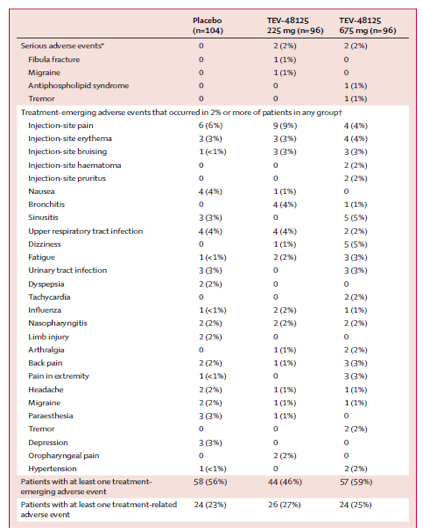 Placebo (n=104) TEV-48125 225 mg (n=96) TEV-48125 675 mg (n=96)
Serious adverse events* 0 2 (2%) 2 (2%)
Fibula fracture 0 1 (1%) 0
Migraine 0 1 (1%) 0
Antiphospholipid syndrome 0 0 1 (1%)
Tremor 0 0 1 (1%)
Treatment-emerging adverse events that occurred in 2% or more of patients in any group†
Injection-site pain 6 (6%) 9 (9%) 4 (4%)
Injection-site erythema 3 (3%) 3 (3%) 4 (4%)
Injection-site bruising 1 (<1%) 3 (3%) 3 (3%)
Injection-site haematoma 0 0 2 (2%)
Injection-site pruritus 0 0 2 (2%)
Nausea 4 (4%) 1 (1%) 0
Bronchitis 0 4 (4%) 1 (1%)
Sinusitis 3 (3%) 0 5 (5%)
Upper respiratory tract infection 4 (4%) 4 (4%) 2 (2%)
Dizziness 0 1 (1%) 5 (5%)
Fatigue 1 (<1%) 2 (2%) 3 (3%)
Urinary tract infection 3 (3%) 0 3 (3%)
Dyspepsia 2 (2%) 0 0
Tachycardia 0 0 2 (2%)
Influenza 1 (<1%) 2 (2%) 1 (1%)
Nasopharyngitis 2 (2%) 2 (2%) 2 (2%)
Limb injury 2 (2%) 0 0
Arthralgia 0 1 (1%) 2 (2%)
Back pain 2 (2%) 1 (1%) 3 (3%)
Pain in extremity 1 (<1%) 0 3 (3%)
Headache 2 (2%) 1 (1%) 1 (1%)
Migraine 2 (2%) 1 (1%) 1 (1%)
Paraesthesia 3 (3%) 1 (1%) 0
Tremor 0 0 2 (2%)
Depression 3 (3%) 0 0
Oropharyngeal pain 0 2 (2%) 0
Hypertension 1 (<1%) 0 2 (2%)
Patients with at least one treatment- 58 (56%) 44 (46%) 57 (59%)
emerging adverse event
Patients with at least one treatment-related 24 (23%) 26 (27%) 24 (25%)
adverse event